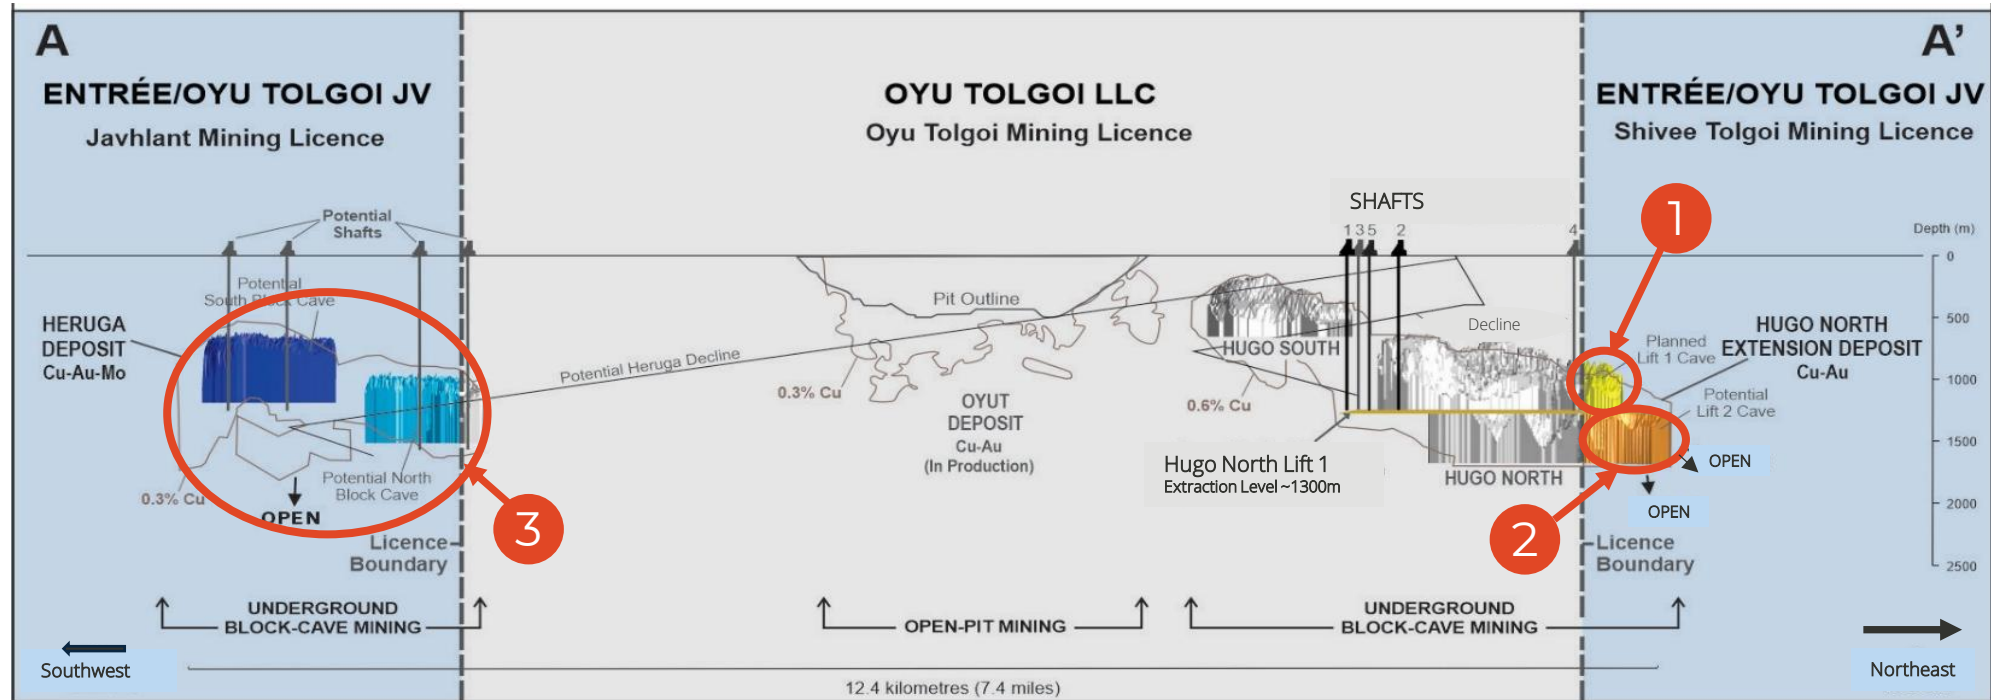 A
A’
ENTRÉE/OYU TOLGOI JV
Javhlant Mining Licence
OYU TOLGOI LLC
Oyu Tolgoi Mining Licence
ENTRÉE/OYU TOLGOI JV
Shivee Tolgoi Mining Licence
Potential
Shafts
SHAFTS
1 3 5 2 4
1
Depth (m)
0
500
1000
1500
2000
2500
Potential
South Block Cave
HERUGA
DEPOSIT
Cu-Au-Mo
0.3% Cu
Potential North
Block Cave
OPEN
3
Licence
Boundary
Potential Heruga Decline
Pit Outline
0.3% Cu
OYUT
DEPOSIT
Cu-Au
(In Production)
HUGO SOUTH
0.6% Cu
Decline
Hugo North Lift 1
Extraction Level ~1300m
HUGO NORTH
Planned
Lift 1 Cave
HUGO NORTH
EXTENSION DEPOSIT
Cu-Au
Potential
Lift 2 Cave
OPEN
OPEN
2
Licence
Boundary
UNDERGROUND
BLOCK-CAVE MINING
OPEN-PIT MINING
UNDERGROUND
BLOCK-CAVE MINING
Southwest
Northeast
12.4 kilometres (7.4 miles)